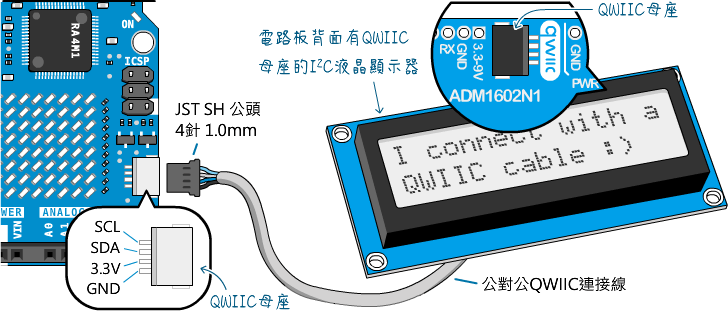 ON
RA4M1
ICSP
JST SH 公頭
4針 1.0mm
電路板背面有QWIIC
母座的I²C液晶顯示器
QWIIC母座
RX
GND
3.3~9V
QWIIC
GND
PWR
ADM1602N1
I connect with a
QWIIC cable :)
WER
ANALOG
VIN
A0
A1
SCL
SDA
3.3V
GND
QWIIC母座
公對公QWIIC連接線